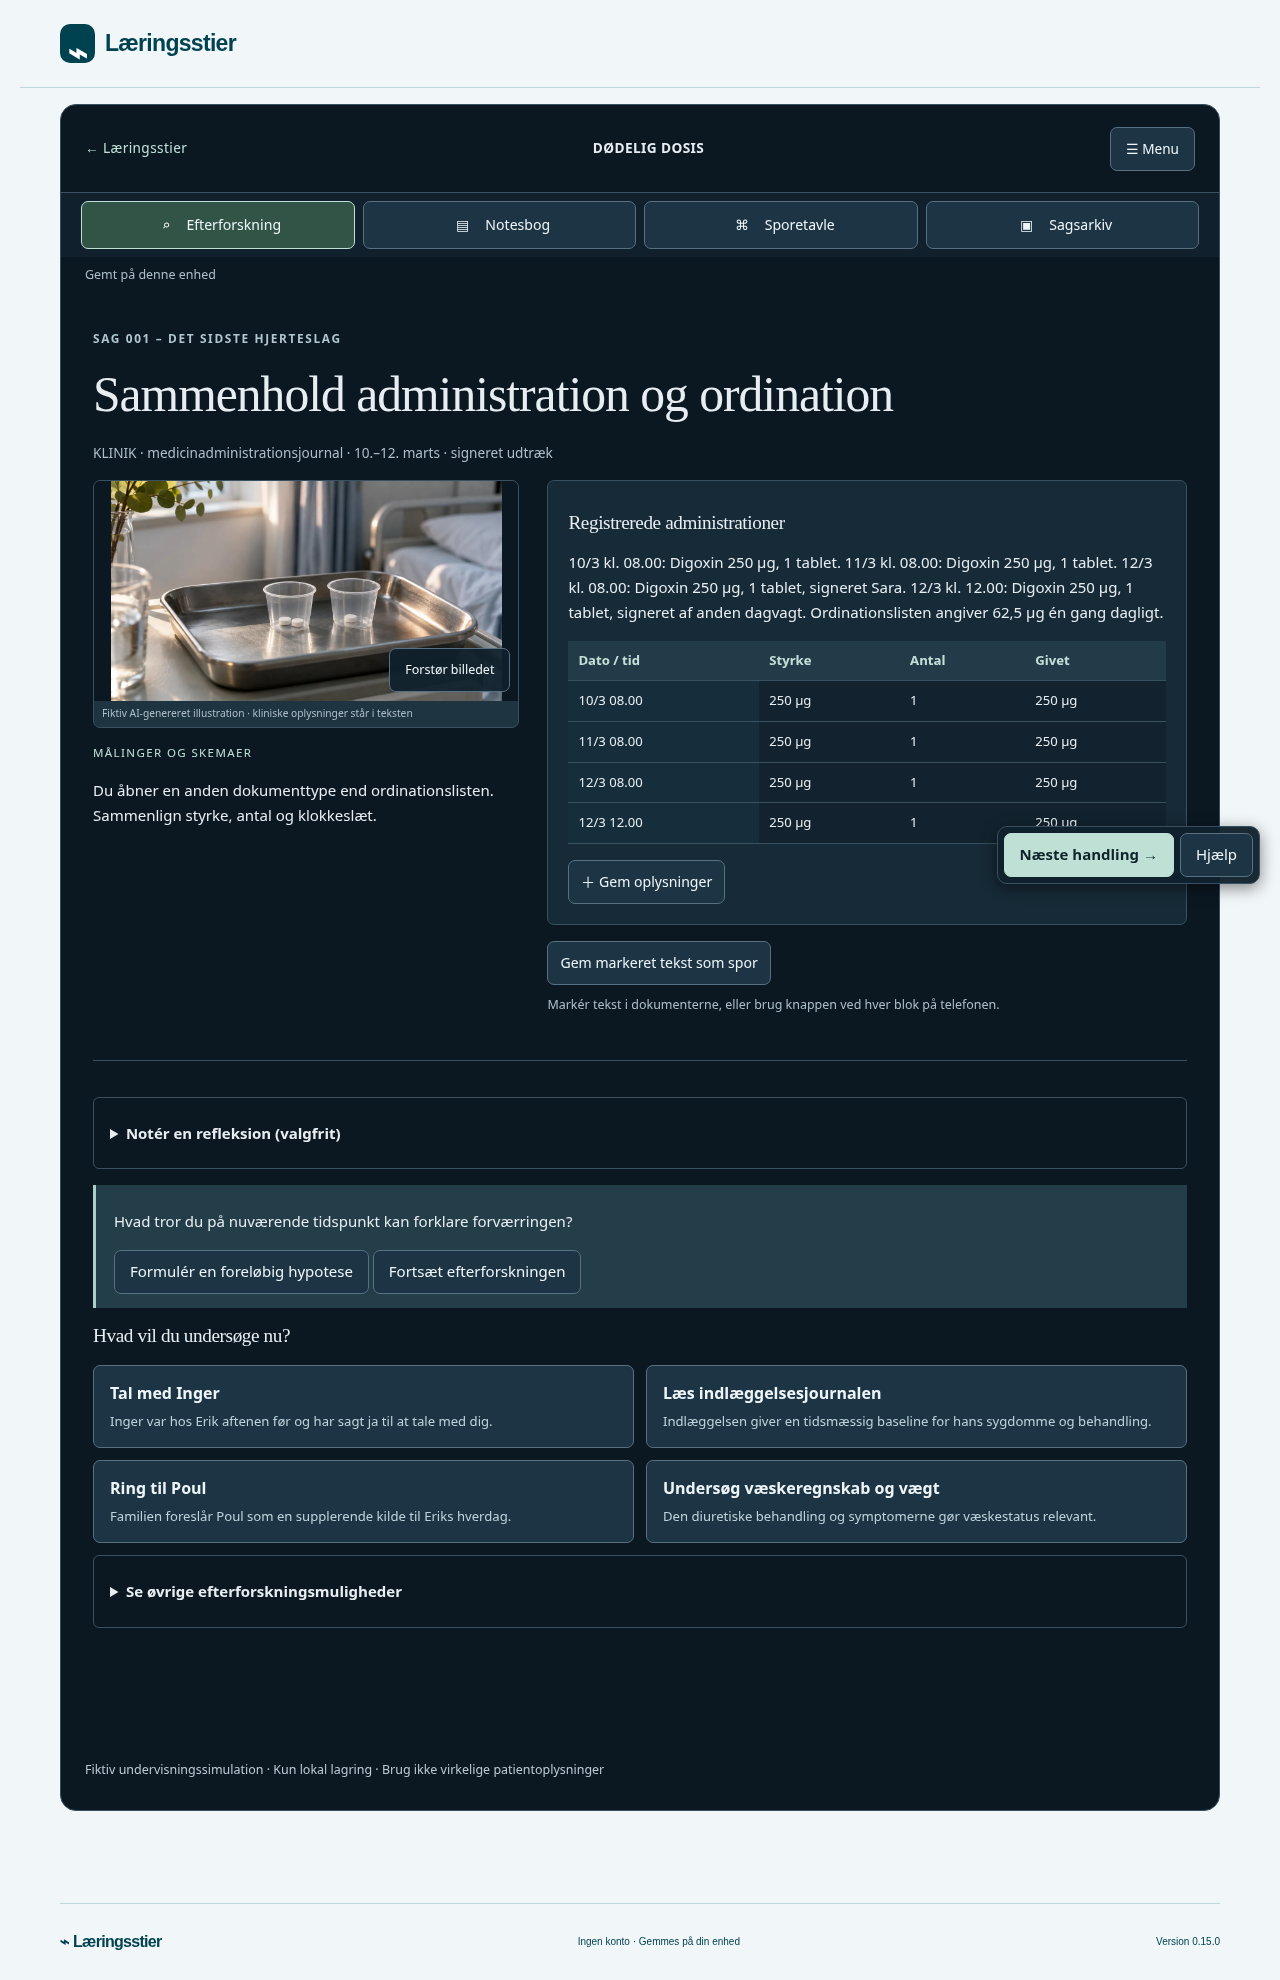 Læringsstier
← Læringsstier
DØDELIG DOSIS
☰ Menu
⌕ Efterforskning
▤ Notesbog
⌘ Sporetavle
▣ Sagsarkiv
Gemt på denne enhed
SAG 001 – DET SIDSTE HJERTESLAG
Sammenhold administration og ordination
KLINIK · medicinadministrationsjournal · 10.–12. marts · signeret udtræk
Forstør billedet
Fiktiv AI-genereret illustration · kliniske oplysninger står i teksten
MÅLINGER OG SKEMAER
Du åbner en anden dokumenttype end ordinationslisten.
Sammenlign styrke, antal og klokkeslæt.
Registrerede administrationer
10/3 kl. 08.00: Digoxin 250 µg, 1 tablet. 11/3 kl. 08.00: Digoxin 250 µg, 1 tablet. 12/3
kl. 08.00: Digoxin 250 µg, 1 tablet, signeret Sara. 12/3 kl. 12.00: Digoxin 250 µg, 1
tablet, signeret af anden dagvagt. Ordinationslisten angiver 62,5 µg én gang dagligt.
Dato / tid Styrke Antal Givet
10/3 08.00 250 µg 1 250 µg
11/3 08.00 250 µg 1 250 µg
12/3 08.00 250 µg 1 250 µg
12/3 12.00 250 µg 1 250 µg
Næste handling →
Hjælp
＋ Gem oplysninger
Gem markeret tekst som spor
Markér tekst i dokumenterne, eller brug knappen ved hver blok på telefonen.
▶ Notér en refleksion (valgfrit)
Hvad tror du på nuværende tidspunkt kan forklare forværringen?
Formulér en foreløbig hypotese
Fortsæt efterforskningen
Hvad vil du undersøge nu?
Tal med Inger
Inger var hos Erik aftenen før og har sagt ja til at tale med dig.
Læs indlæggelsesjournalen
Indlæggelsen giver en tidsmæssig baseline for hans sygdomme og behandling.
Ring til Poul
Familien foreslår Poul som en supplerende kilde til Eriks hverdag.
Undersøg væskeregnskab og vægt
Den diuretiske behandling og symptomerne gør væskestatus relevant.
▶ Se øvrige efterforskningsmuligheder
Fiktiv undervisningssimulation · Kun lokal lagring · Brug ikke virkelige patientoplysninger
⌁ Læringsstier
Ingen konto · Gemmes på din enhed
Version 0.15.0